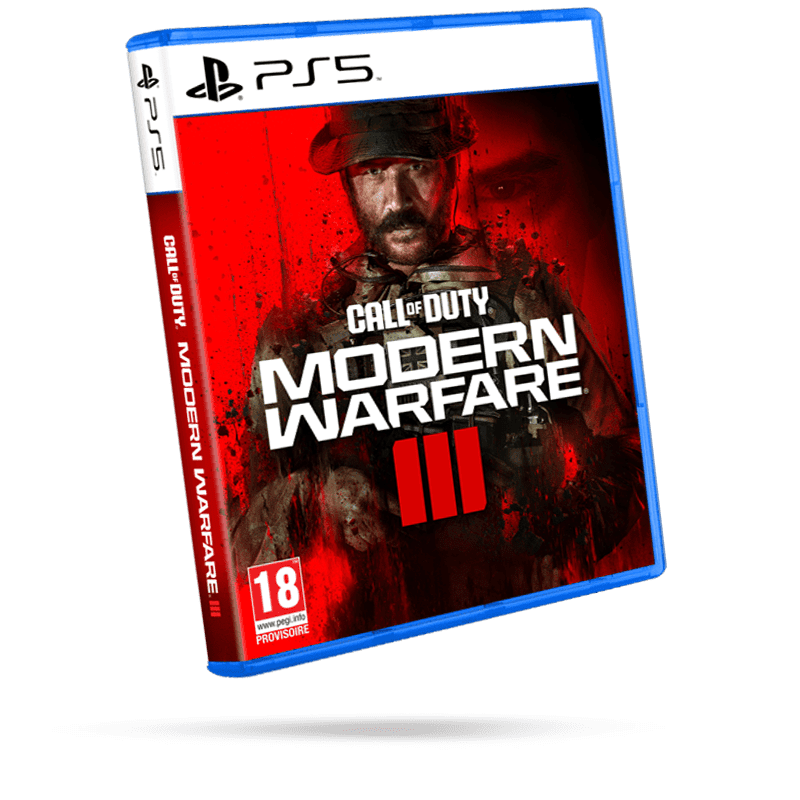 PS5
PS5
CALL OF DUTY
MODERN WARFARE III
CALL OF DUTY
MODERN
WARFARE
III
18
www.pegi.info
PROVISOIRE